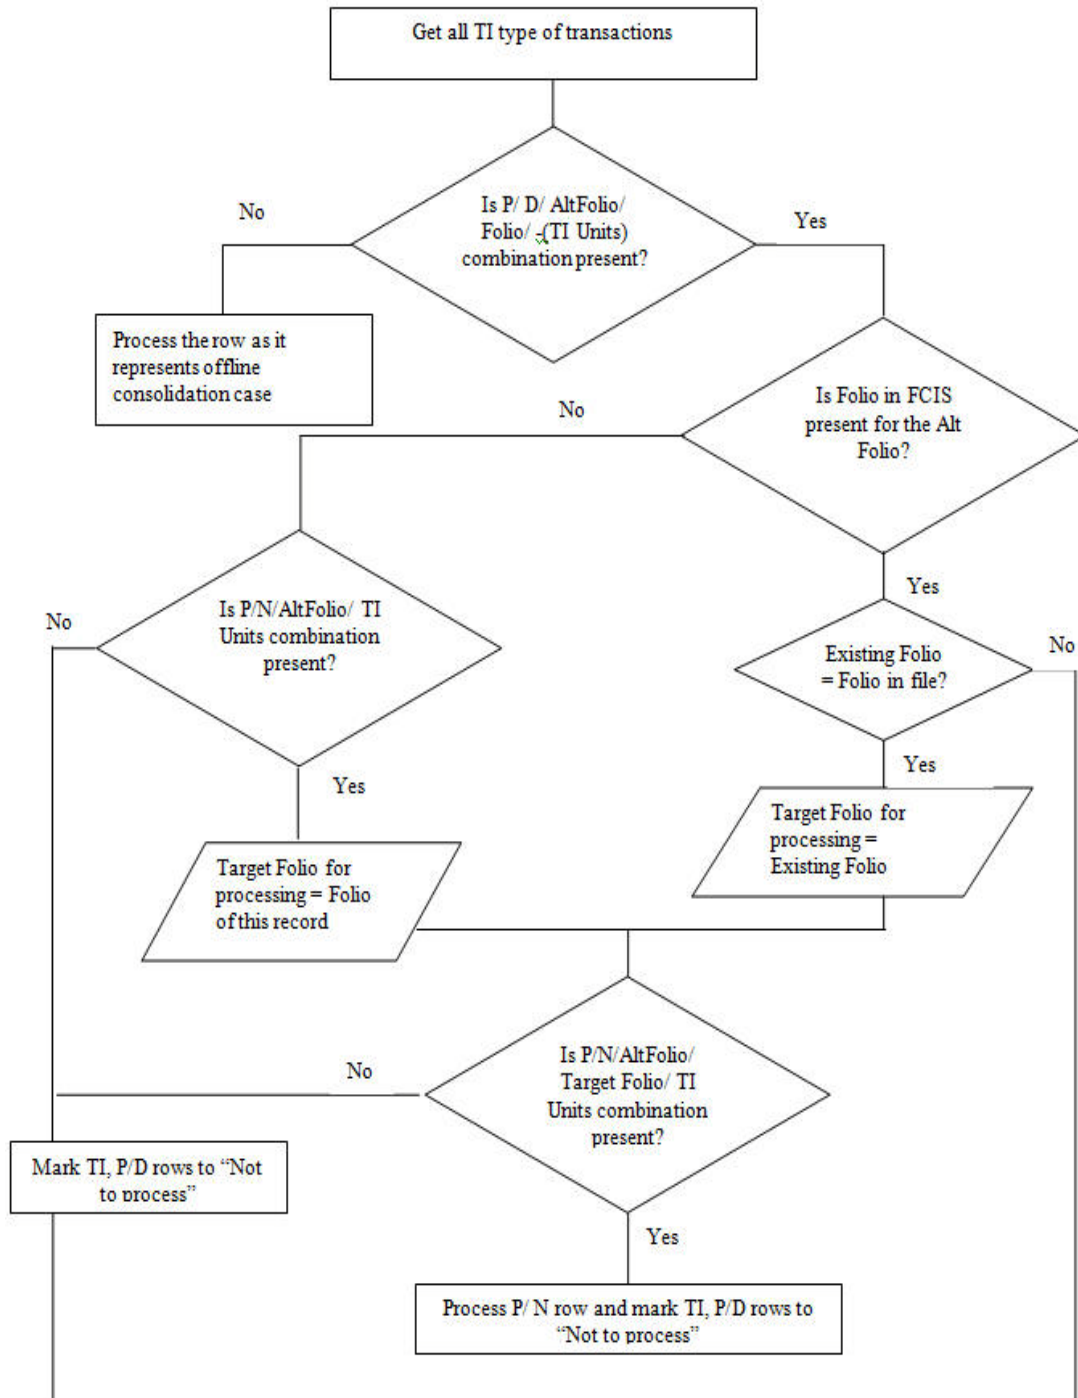 Get all TI type of transactions
Is P/ D/ AltFolio/
Folio/ -(TI Units)
combination present?
No
Yes
Process the row as it
represents offline
consolidation case
Is Folio in FCIS
present for the Alt
Folio?
No
Yes
Is P/N/AltFolio/ TI
Units combination
present?
No
Existing Folio
= Folio in file?
No
Yes
Yes
Target Folio for
processing =
Existing Folio
Target Folio for
processing = Folio
of this record
Is P/N/AltFolio/
Target Folio/ TI
Units combination
present?
No
Mark TI, P/D rows to “Not
to process”
Yes
Process P/ N row and mark TI, P/D rows to
“Not to process”